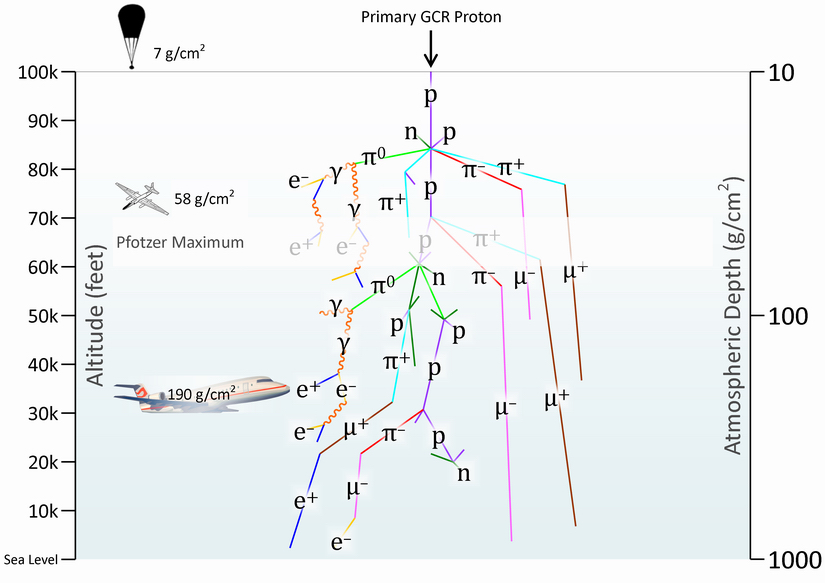 Primary GCR Proton
7 g/cm²
100k
10
p
90k
n p
π⁰
80k
γ
π⁻ π⁺
e⁻
p
58 g/cm²
π⁺
γ
70k
Pfotzer Maximum
e⁺ e⁻
p
π⁺
60k
π⁰
n
π⁻
μ⁻
μ⁺
γ
50k
100
p
p
γ
40k
π⁺
p
190 g/cm²
e⁺
e⁻
μ⁻
μ⁺
30k
e⁻
μ⁺
π⁻
p
20k
n
μ⁻
e⁺
10k
e⁻
Sea Level
1000
Altitude (feet)
Atmospheric Depth (g/cm²)